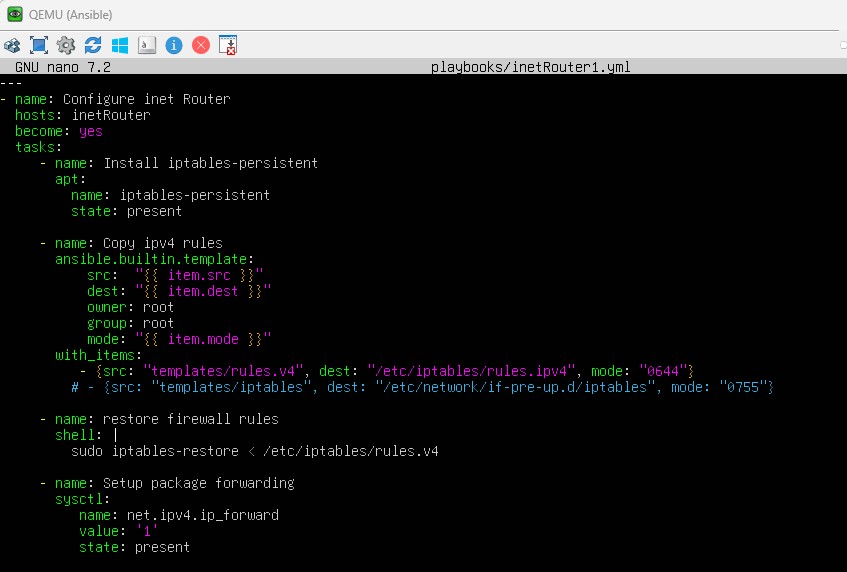 QEMU (Ansible)
GNU nano 7.2 playbooks/inetRouter1.yml
---
- name: Configure inet Router
  hosts: inetRouter
  become: yes
  tasks:
     - name: Install iptables-persistent
       apt:
         name: iptables-persistent
         state: present

     - name: Copy ipv4 rules
       ansible.builtin.template:
           src:  "{{ item.src }}"
           dest: "{{ item.dest }}"
           owner: root
           group: root
           mode: "{{ item.mode }}"
       with_items:
          - {src: "templates/rules.v4", dest: "/etc/iptables/rules.ipv4", mode: "0644"}
         # - {src: "templates/iptables", dest: "/etc/network/if-pre-up.d/iptables", mode: "0755"}

     - name: restore firewall rules
       shell: |
         sudo iptables-restore < /etc/iptables/rules.v4

     - name: Setup package forwarding
       sysctl:
          name: net.ipv4.ip_forward
          value: '1'
          state: present